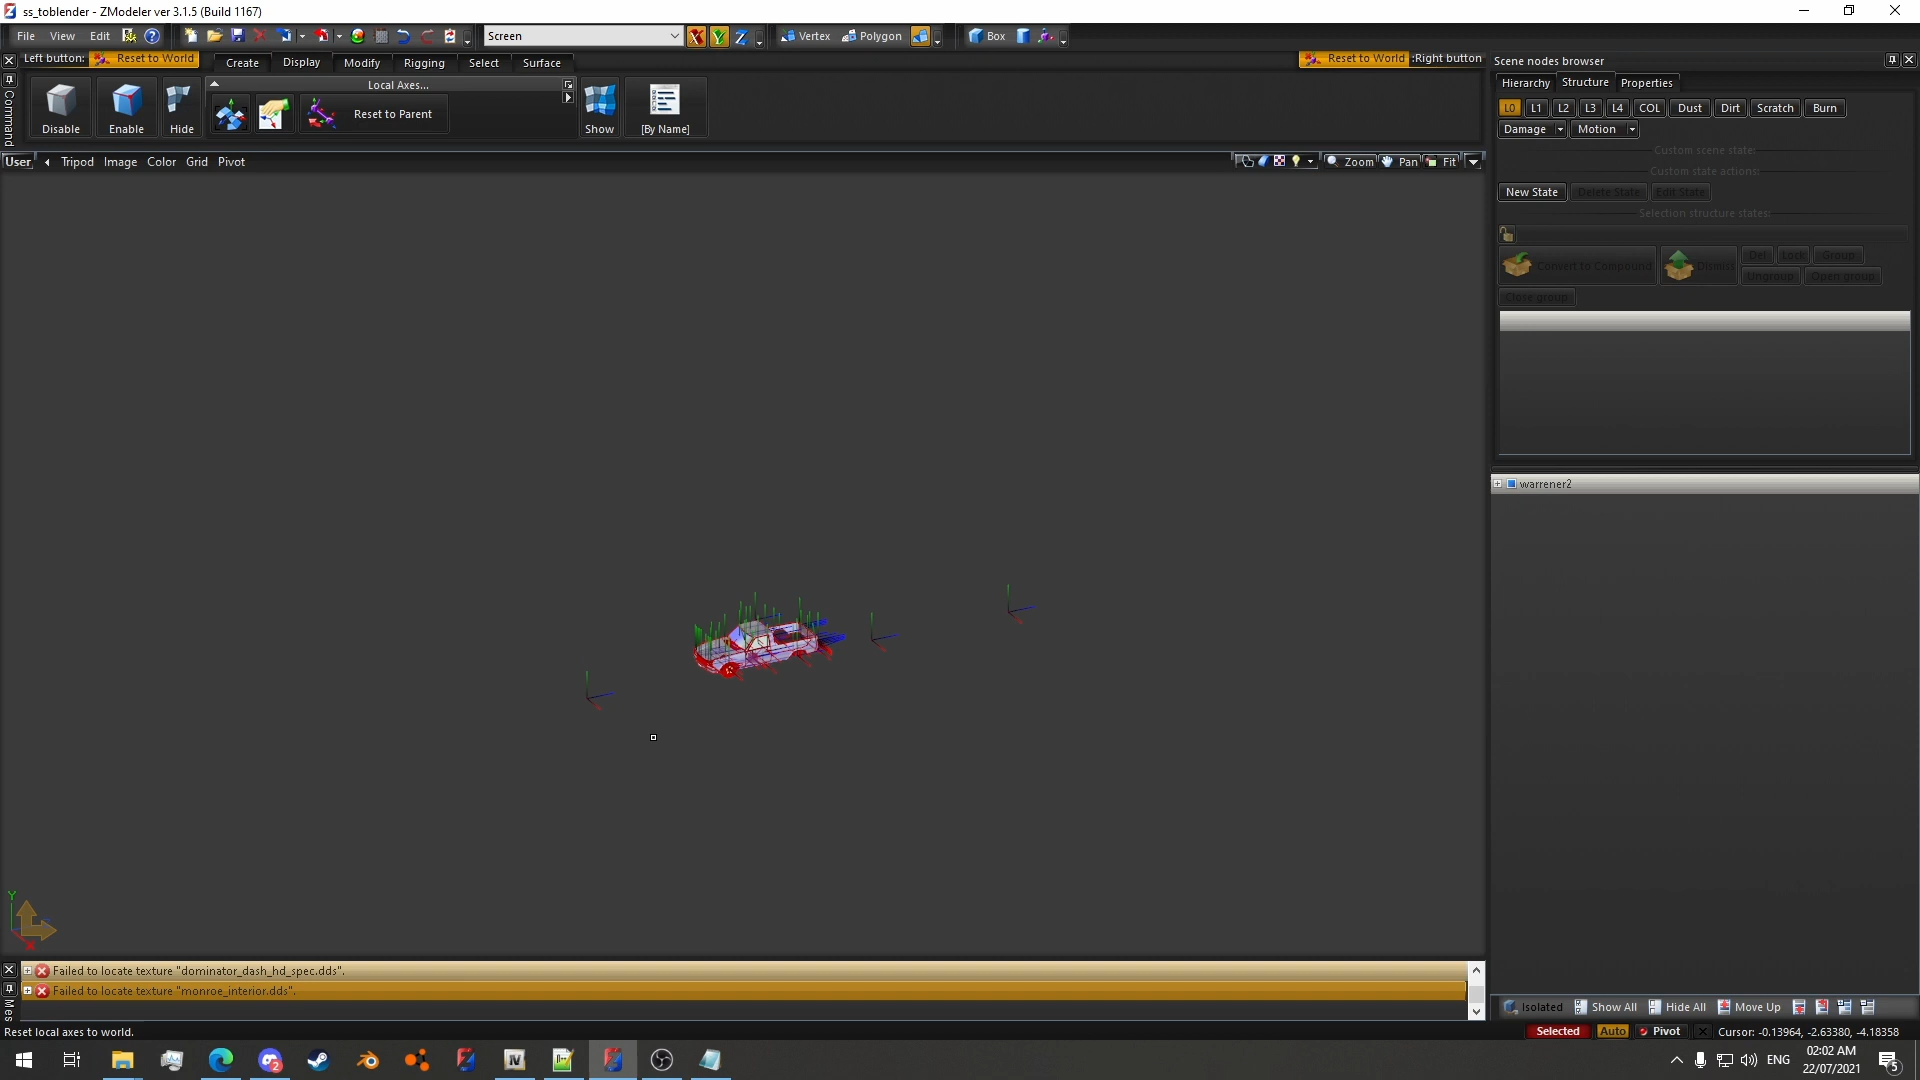 ss_toblender - ZModeler ver 3.1.5 (Build 1167)
File View Edit Screen X Y Z Vertex Polygon Box
Left button: Reset to World Create Display Modify Rigging Select Surface Reset to World :Right button
Local Axes...
Disable Enable Hide Reset to Parent Show [By Name]
Command
User Tripod Image Color Grid Pivot Zoom Pan Fit
Scene nodes browser
Hierarchy Structure Properties
L0 L1 L2 L3 L4 COL Dust Dirt Scratch Burn
Damage Motion
Custom scene state:
Custom state actions:
New State Delete State Edit State
Selection structure states:
Convert to Compound Dismiss Del Lock Group
Ungroup Open group
Close group
warrener2
Y
Failed to locate texture "dominator_dash_hd_spec.dds".
Failed to locate texture "monroe_interior.dds".
Mes
Isolated Show All Hide All Move Up
Reset local axes to world.
Selected Auto Pivot Cursor: -0.13964, -2.63380, -4.18358
ENG
02:02 AM
22/07/2021
2
5